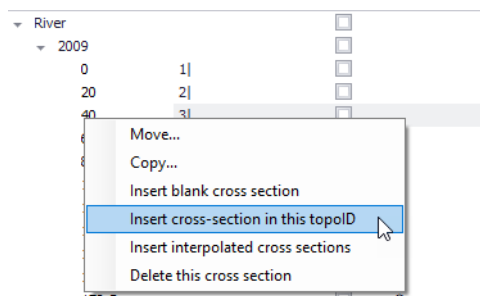 River
2009
0 1|
20 2|
40 3|
Move...
Copy...
Insert blank cross section
Insert cross-section in this topoID
Insert interpolated cross sections
Delete this cross section